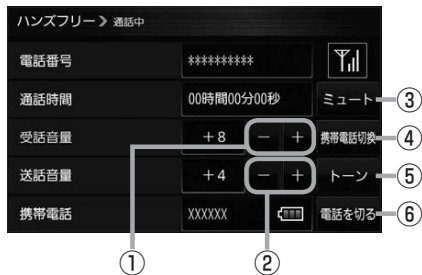 ハンズフリー❯ 通話中
電話番号 **********
通話時間 00時間00分00秒 ミュート ③
受話音量 +8 － + 携帯電話切換 ④
送話音量 +4 － + トーン ⑤
携帯電話 XXXXXX 電話を切る ⑥
① ②